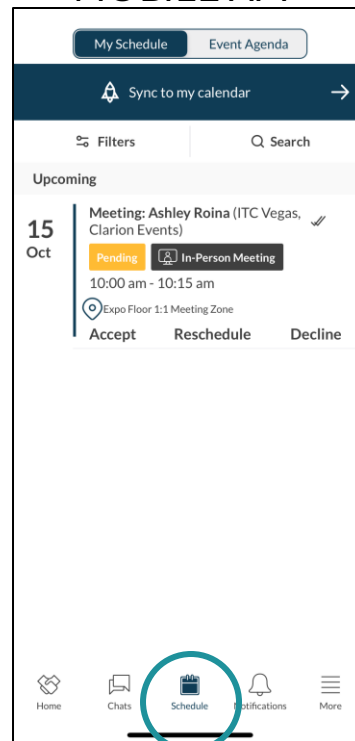 My Schedule Event Agenda
Sync to my calendar
Filters Search
Upcoming
15
Oct
Meeting: Ashley Roina (ITC Vegas,
Clarion Events)
Pending In-Person Meeting
10:00 am - 10:15 am
Expo Floor 1:1 Meeting Zone
Accept Reschedule Decline
Home Chats Schedule Notifications More